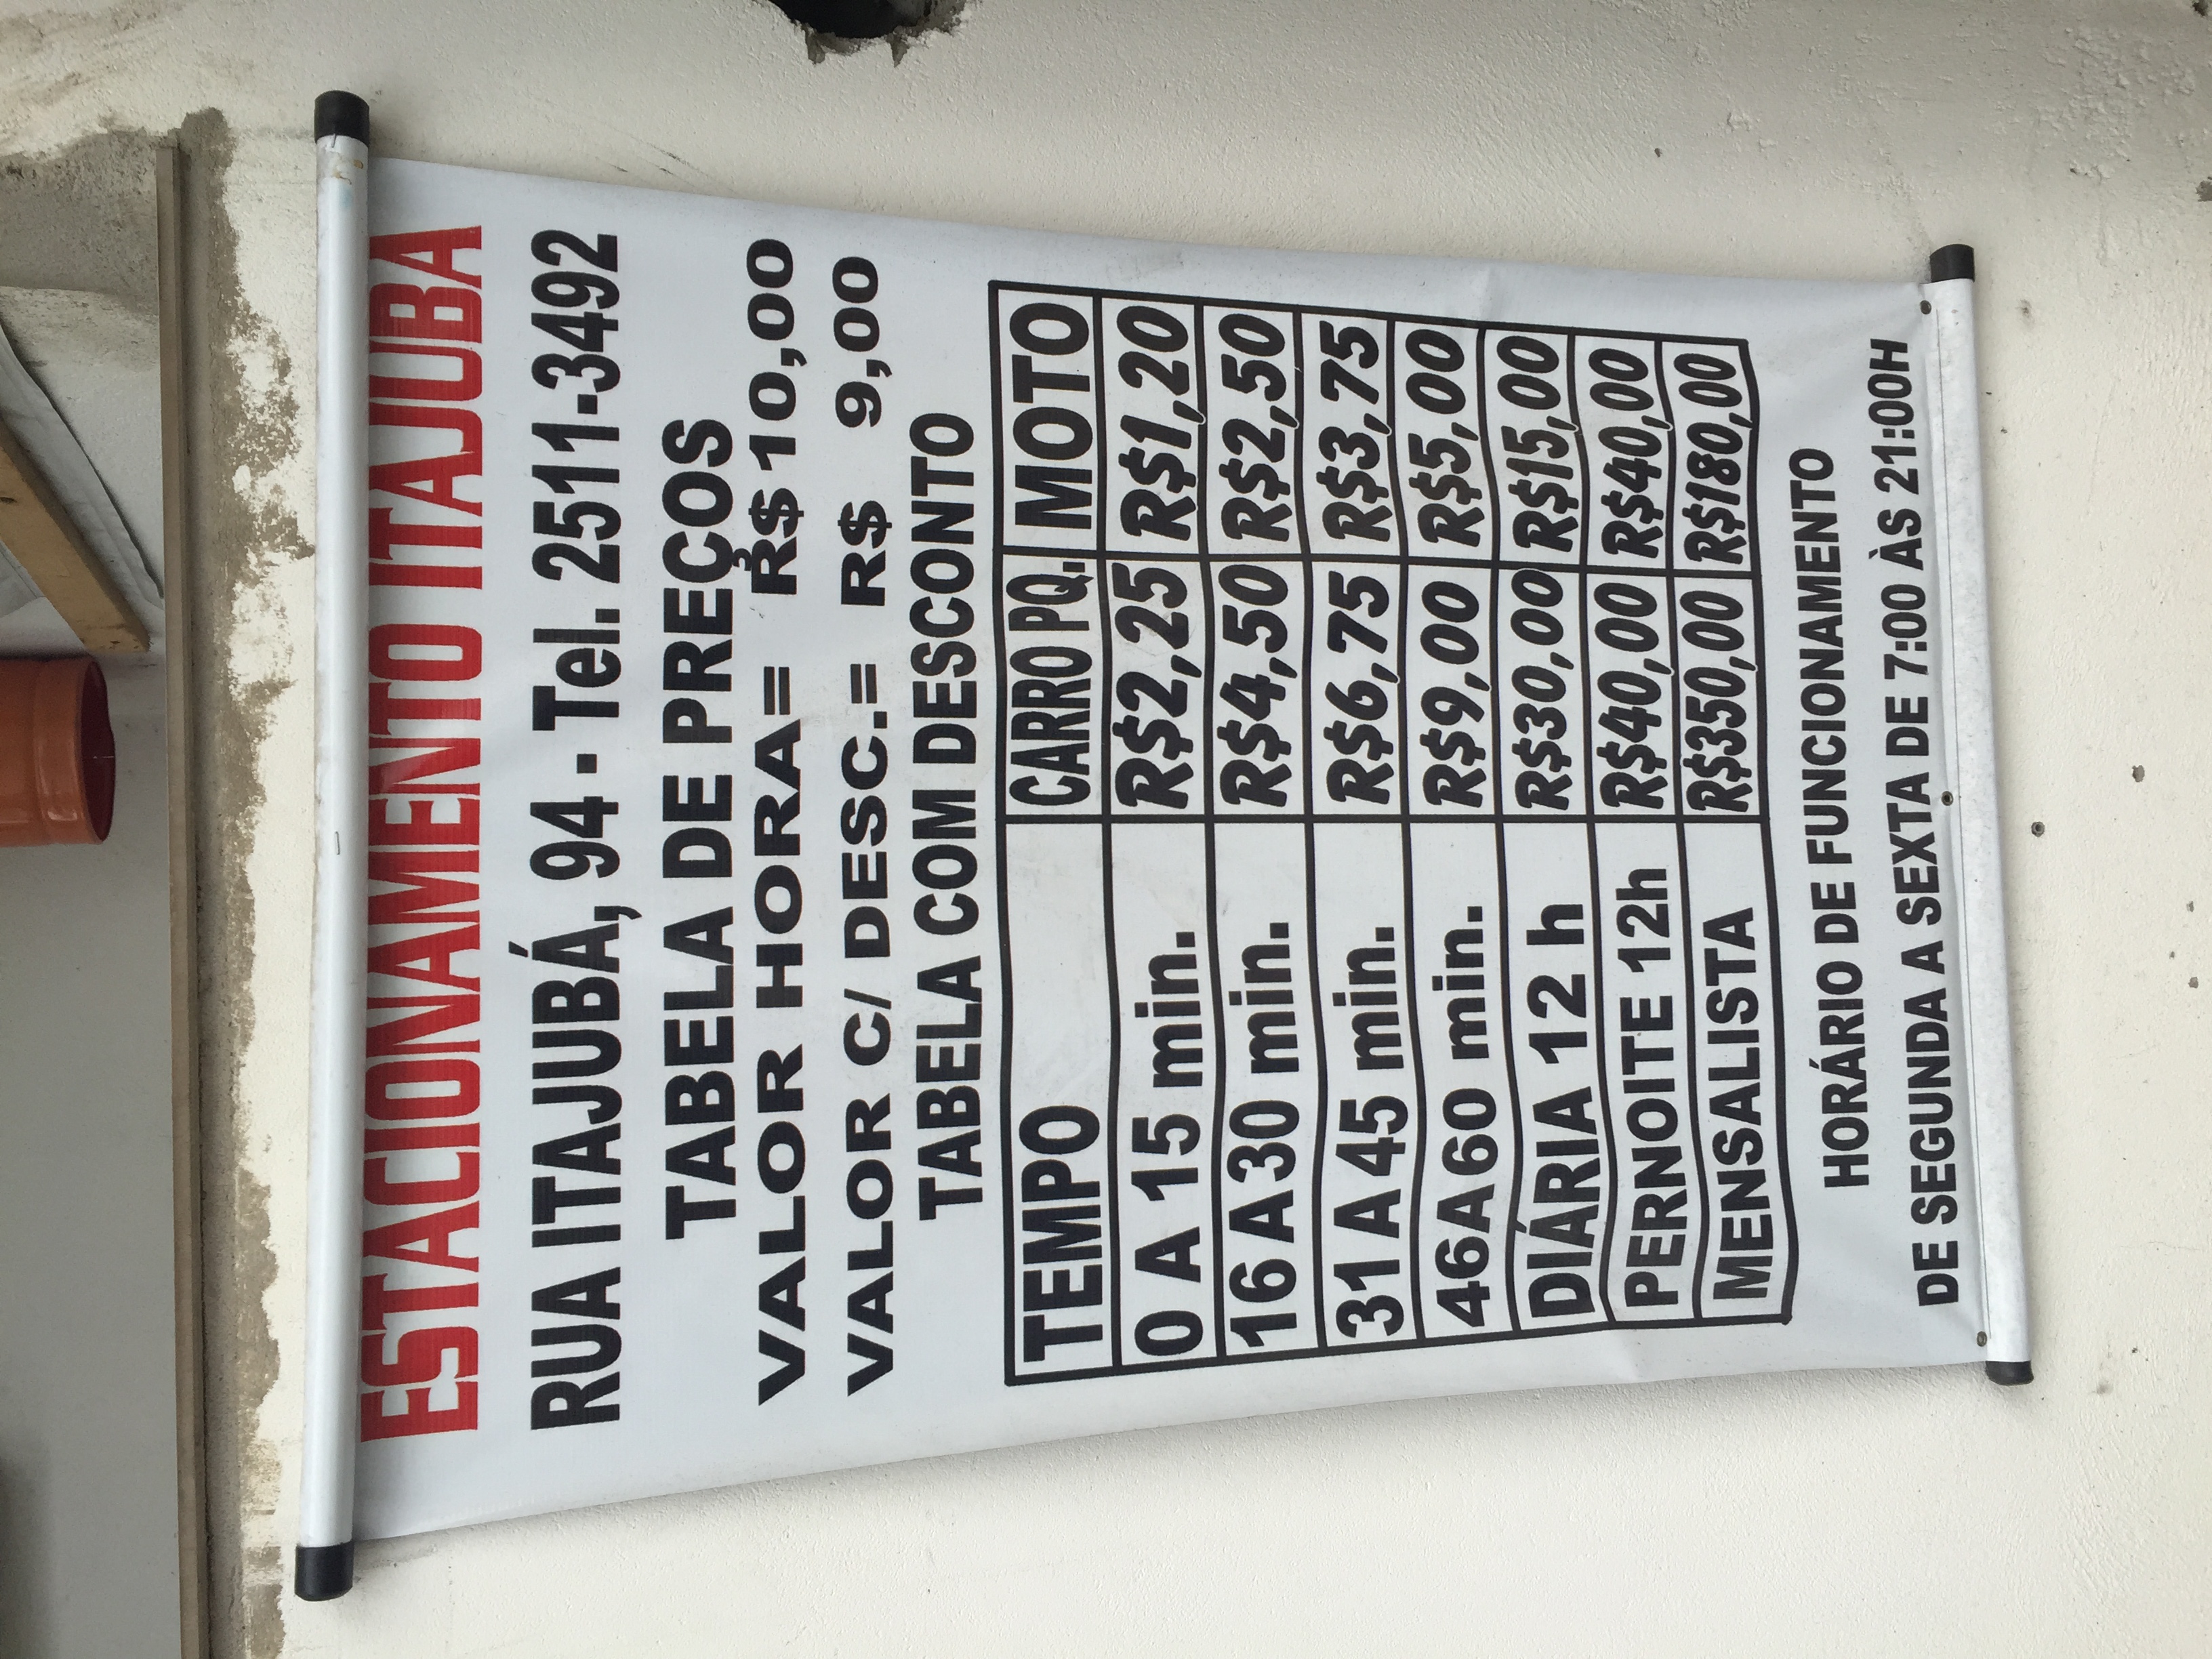 ESTACIONAMENTO ITAJUBA
RUA ITAJUBÁ, 94 - Tel. 2511-3492
TABELA DE PREÇOS
VALOR HORA= R$ 10,00
VALOR C/ DESC.= R$ 9,00
TABELA COM DESCONTO
TEMPO CARRO PQ. MOTO
0 A 15 min. R$2,25 R$1,20
16 A 30 min. R$4,50 R$2,50
31 A 45 min. R$6,75 R$3,75
46 A 60 min. R$9,00 R$5,00
DIÁRIA 12 h R$30,00 R$15,00
PERNOITE 12h R$40,00 R$40,00
MENSALISTA R$350,00 R$180,00
HORÁRIO DE FUNCIONAMENTO
DE SEGUNDA A SEXTA DE 7:00 ÀS 21:00H